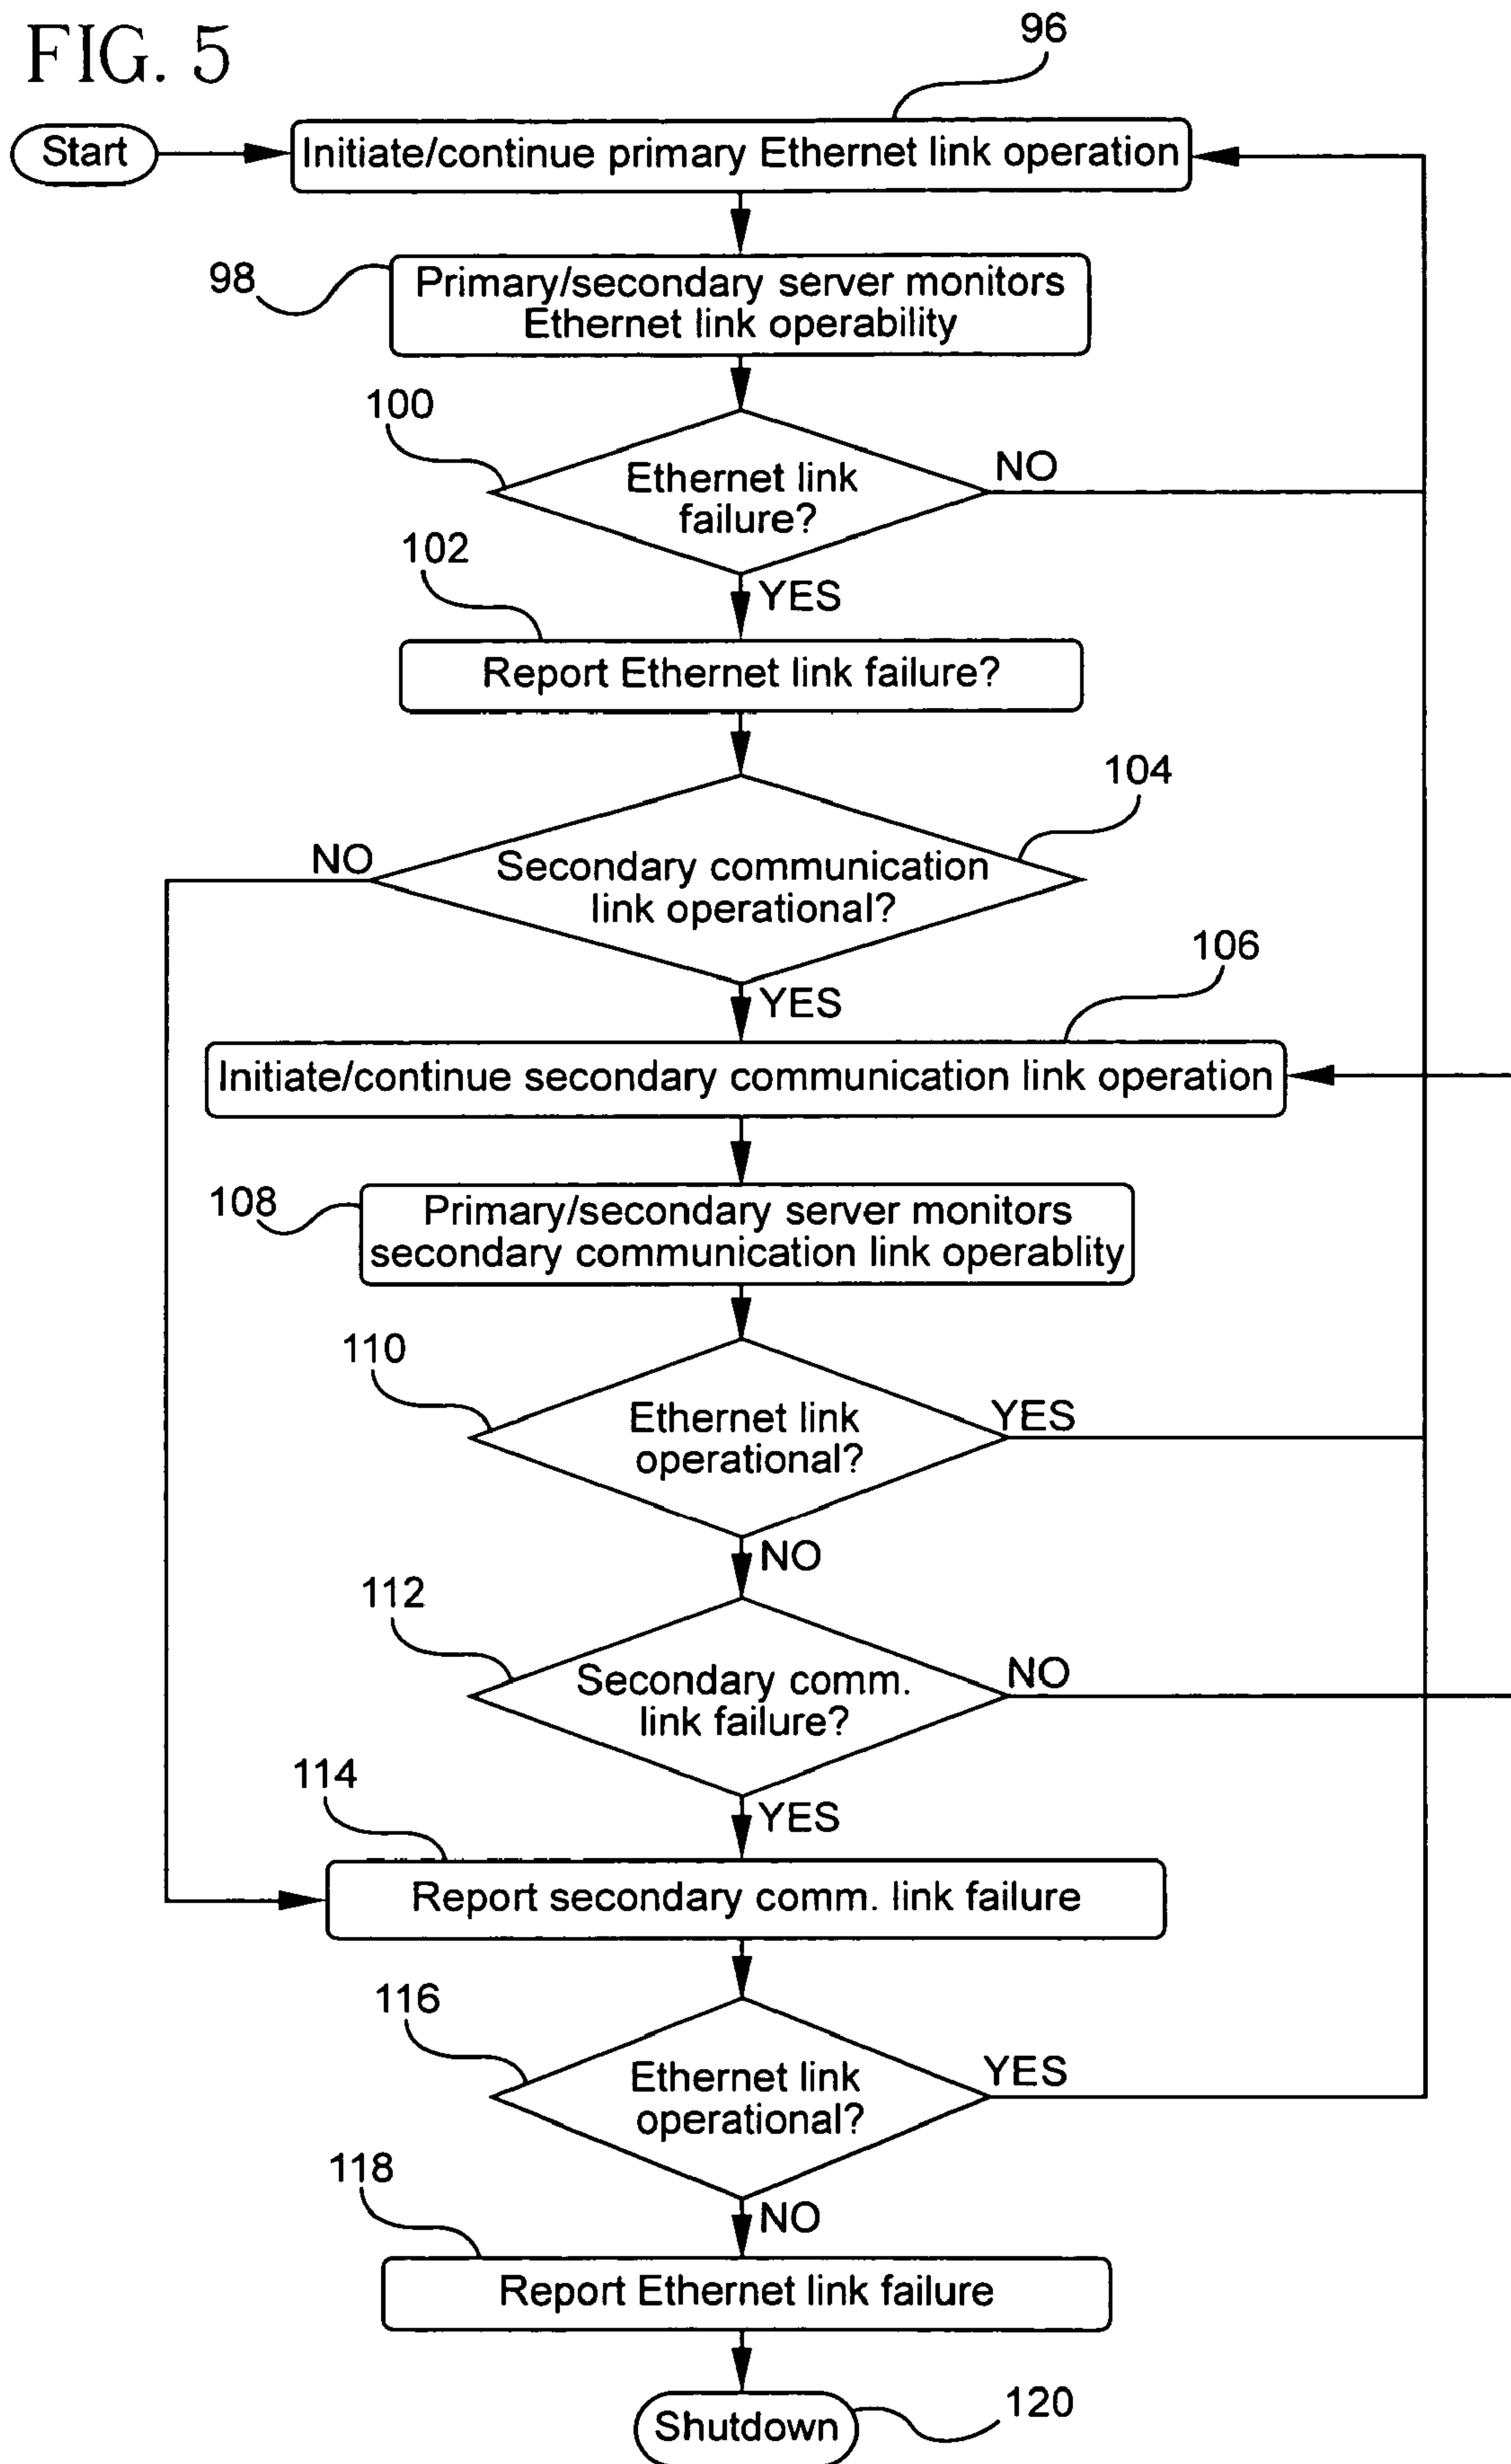 FIG. 5
96
Start
Initiate/continue primary Ethernet link operation
98
Primary/secondary server monitors
Ethernet link operability
100
Ethernet link
failure?
NO
YES
102
Report Ethernet link failure?
104
NO
Secondary communication
link operational?
YES
106
Initiate/continue secondary communication link operation
108
Primary/secondary server monitors
secondary communication link operablity
110
Ethernet link
operational?
YES
NO
112
Secondary comm.
link failure?
NO
YES
114
Report secondary comm. link failure
116
Ethernet link
operational?
YES
NO
118
Report Ethernet link failure
Shutdown
120